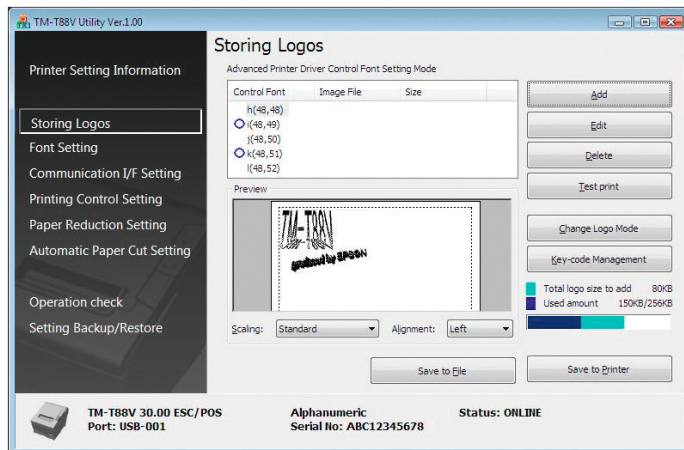 TM-T88V Utility Ver.1.00
Printer Setting Information
Storing Logos
Font Setting
Communication I/F Setting
Printing Control Setting
Paper Reduction Setting
Automatic Paper Cut Setting
Operation check
Setting Backup/Restore
Storing Logos
Advanced Printer Driver Control Font Setting Mode
Control Font Image File Size
h(48,48)
i(48,49)
j(48,50)
k(48,51)
l(48,52)
Preview
TM-T88V
produced by EPSON
Scaling: Standard Alignment: Left
Add
Edit
Delete
Test print
Change Logo Mode
Key-code Management
Total logo size to add 80KB
Used amount 150KB/256KB
Save to File
Save to Printer
TM-T88V 30.00 ESC/POS Alphanumeric Status: ONLINE
Port: USB-001 Serial No: ABC12345678